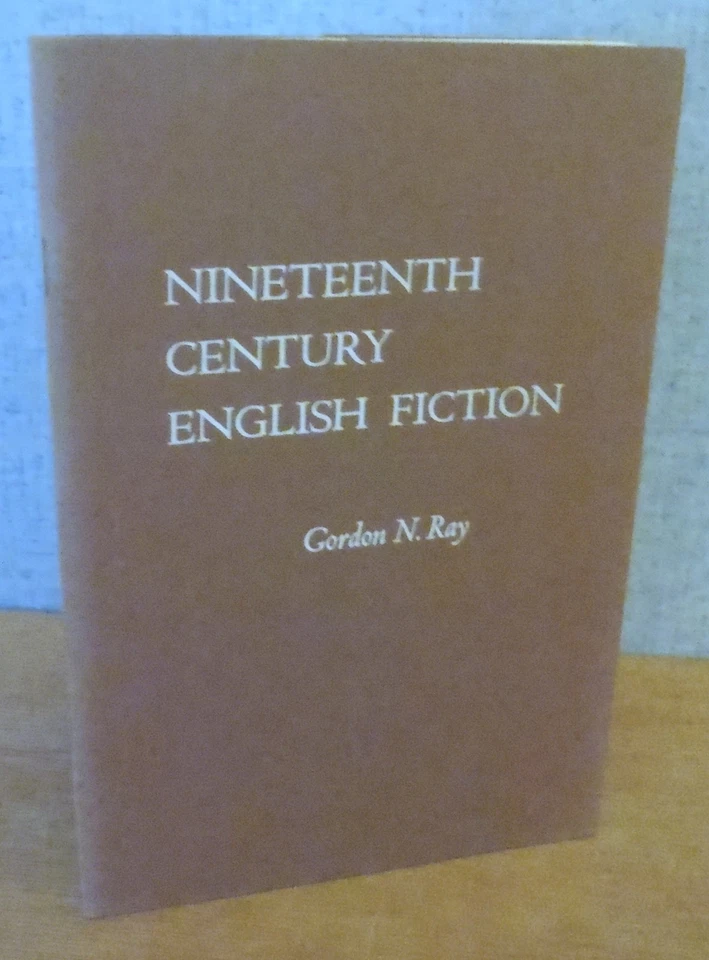 NINETEENTH
CENTURY
ENGLISH FICTION
Gordon N. Ray